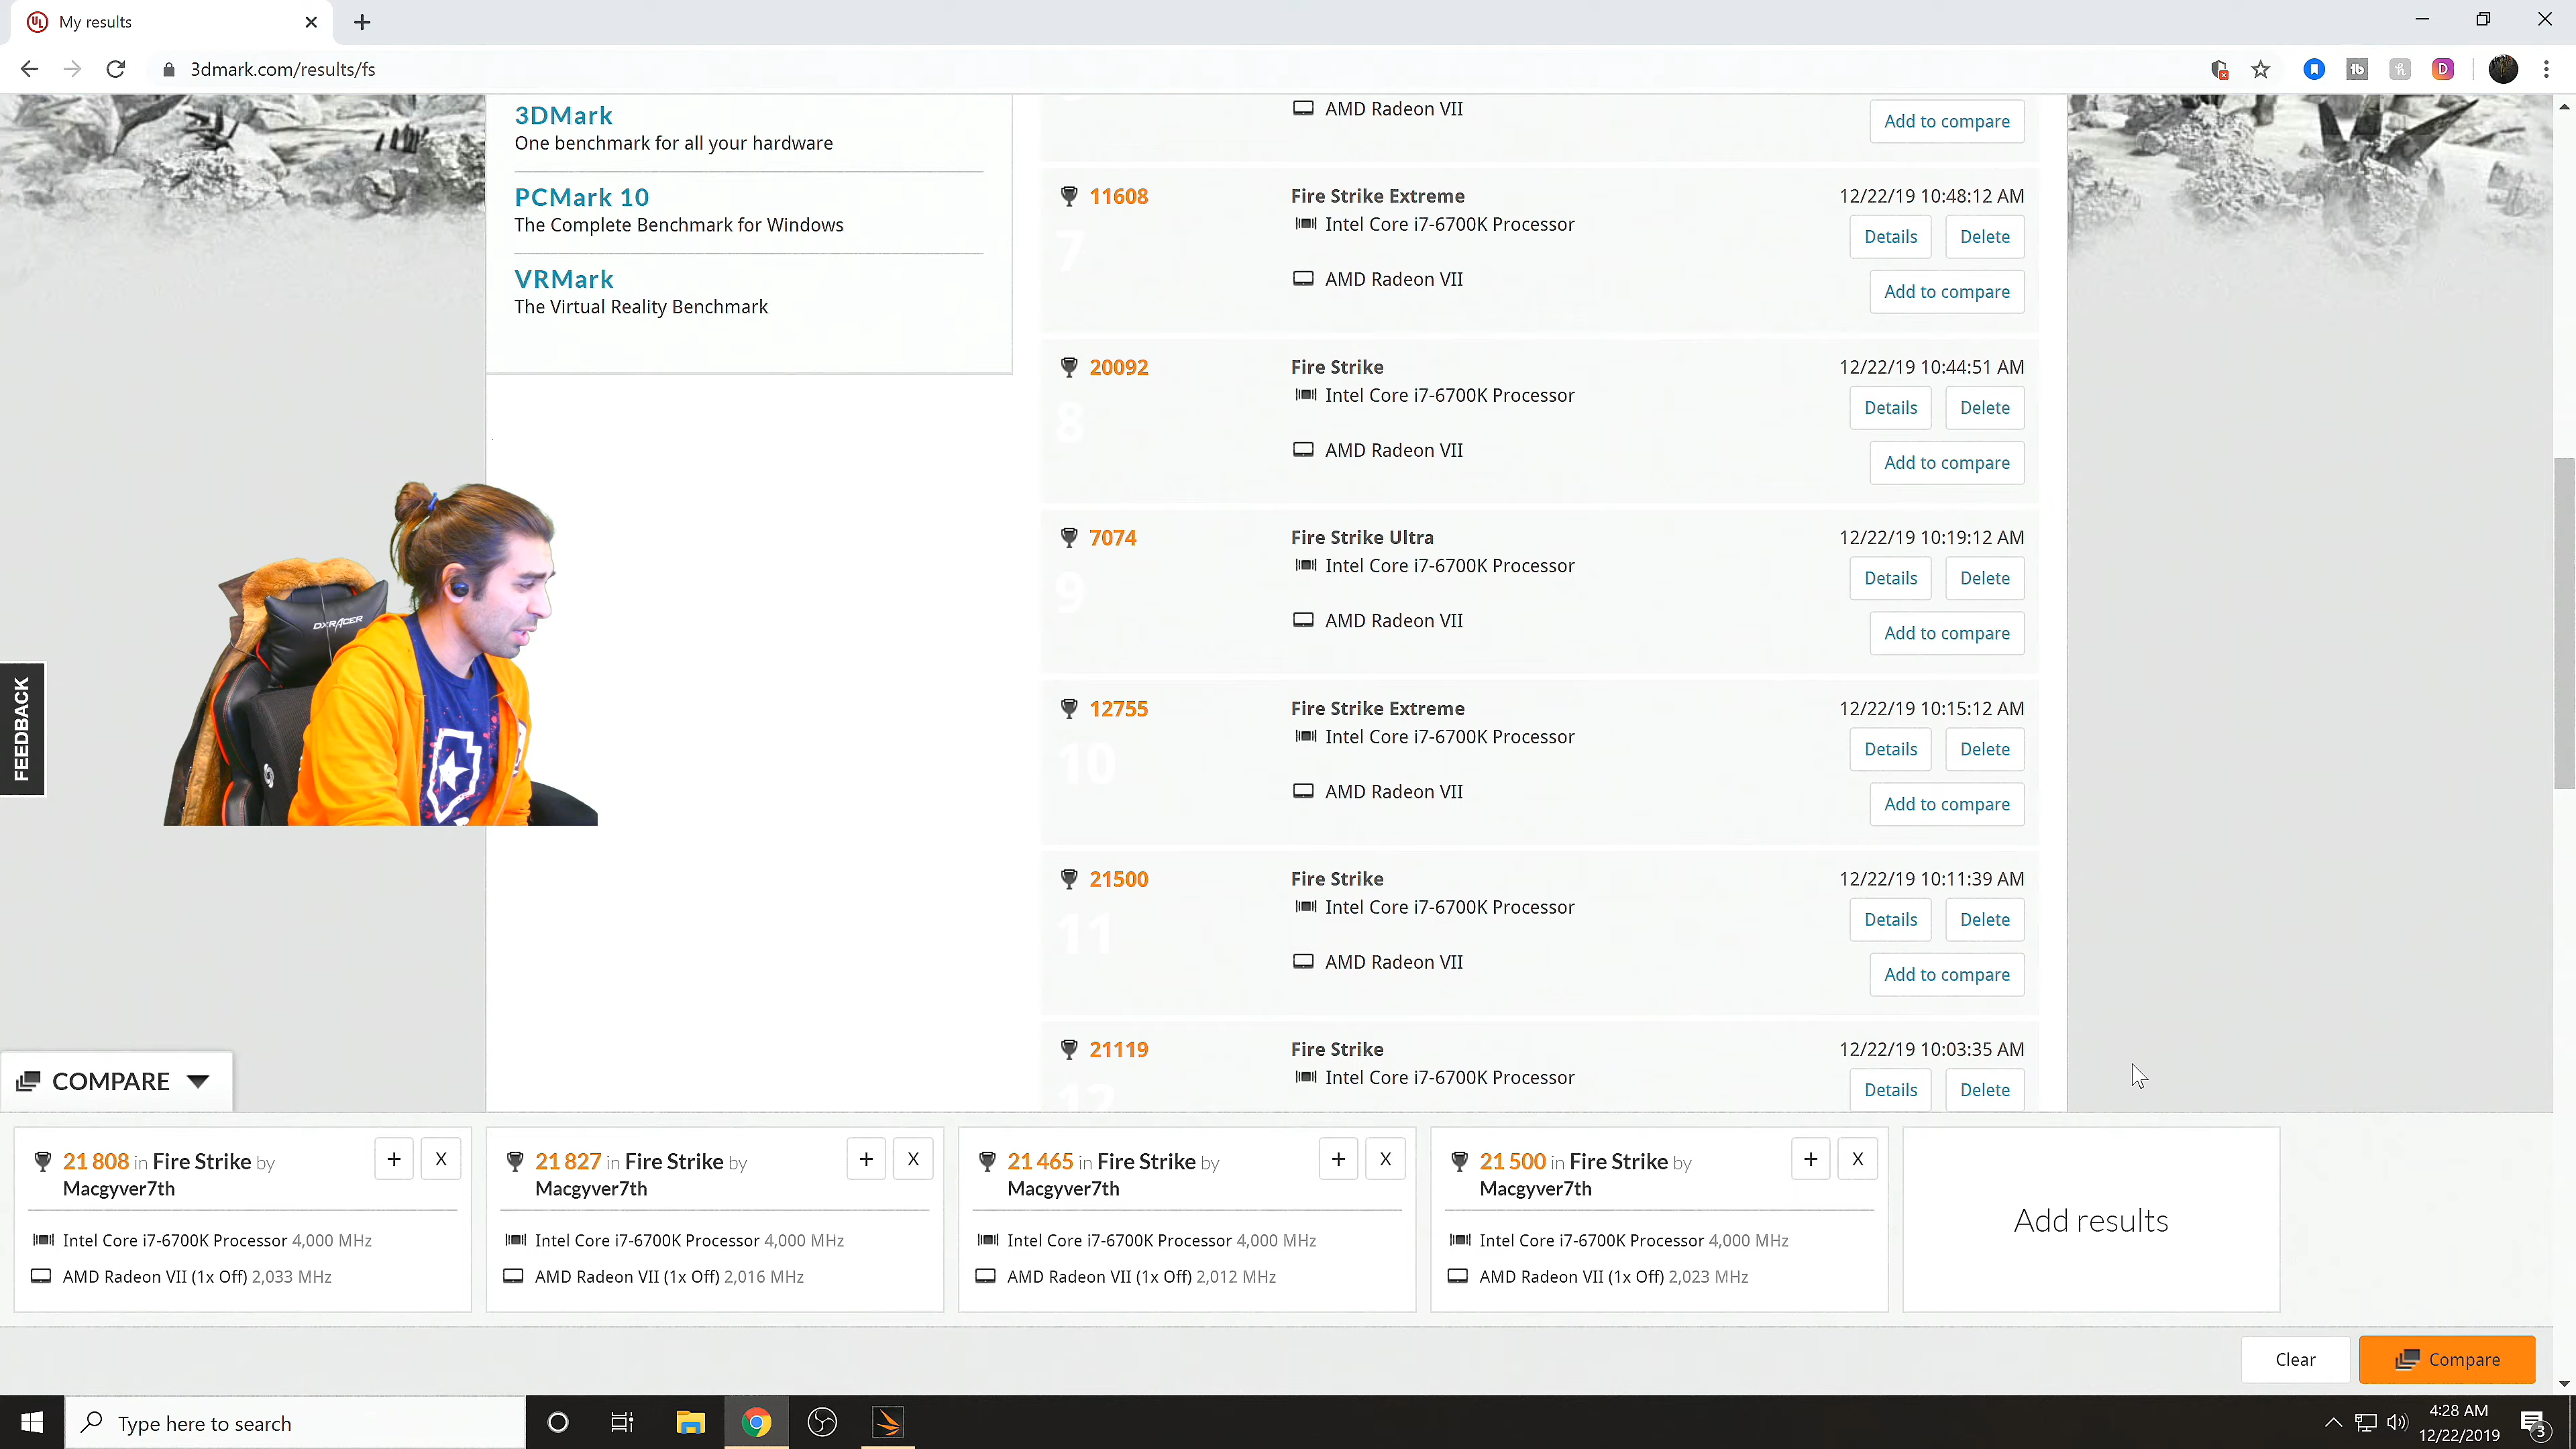 My results
3dmark.com/results/fs
3DMark
One benchmark for all your hardware
PCMark 10
The Complete Benchmark for Windows
VRMark
The Virtual Reality Benchmark
AMD Radeon VII
Add to compare
11608
Fire Strike Extreme
12/22/19 10:48:12 AM
7
Intel Core i7-6700K Processor
Details
Delete
AMD Radeon VII
Add to compare
20092
Fire Strike
12/22/19 10:44:51 AM
8
Intel Core i7-6700K Processor
Details
Delete
AMD Radeon VII
Add to compare
7074
Fire Strike Ultra
12/22/19 10:19:12 AM
9
Intel Core i7-6700K Processor
Details
Delete
AMD Radeon VII
Add to compare
12755
Fire Strike Extreme
12/22/19 10:15:12 AM
10
Intel Core i7-6700K Processor
Details
Delete
AMD Radeon VII
Add to compare
21500
Fire Strike
12/22/19 10:11:39 AM
11
Intel Core i7-6700K Processor
Details
Delete
AMD Radeon VII
Add to compare
21119
Fire Strike
12/22/19 10:03:35 AM
12
Intel Core i7-6700K Processor
Details
Delete
DXRACER
FEEDBACK
COMPARE
21 808 in Fire Strike by
Macgyver7th
+
X
Intel Core i7-6700K Processor 4,000 MHz
AMD Radeon VII (1x Off) 2,033 MHz
21 827 in Fire Strike by
Macgyver7th
+
X
Intel Core i7-6700K Processor 4,000 MHz
AMD Radeon VII (1x Off) 2,016 MHz
21 465 in Fire Strike by
Macgyver7th
+
X
Intel Core i7-6700K Processor 4,000 MHz
AMD Radeon VII (1x Off) 2,012 MHz
21 500 in Fire Strike by
Macgyver7th
+
X
Intel Core i7-6700K Processor 4,000 MHz
AMD Radeon VII (1x Off) 2,023 MHz
Add results
Clear
Compare
Type here to search
4:28 AM
12/22/2019
3